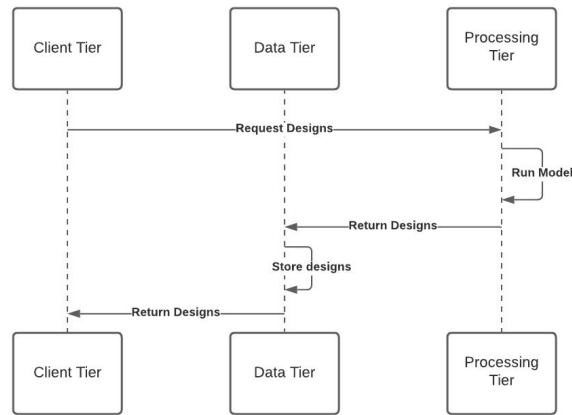 Client Tier
Data Tier
Processing
Tier
Request Designs
Run Model
Return Designs
Store designs
Return Designs
Client Tier
Data Tier
Processing
Tier